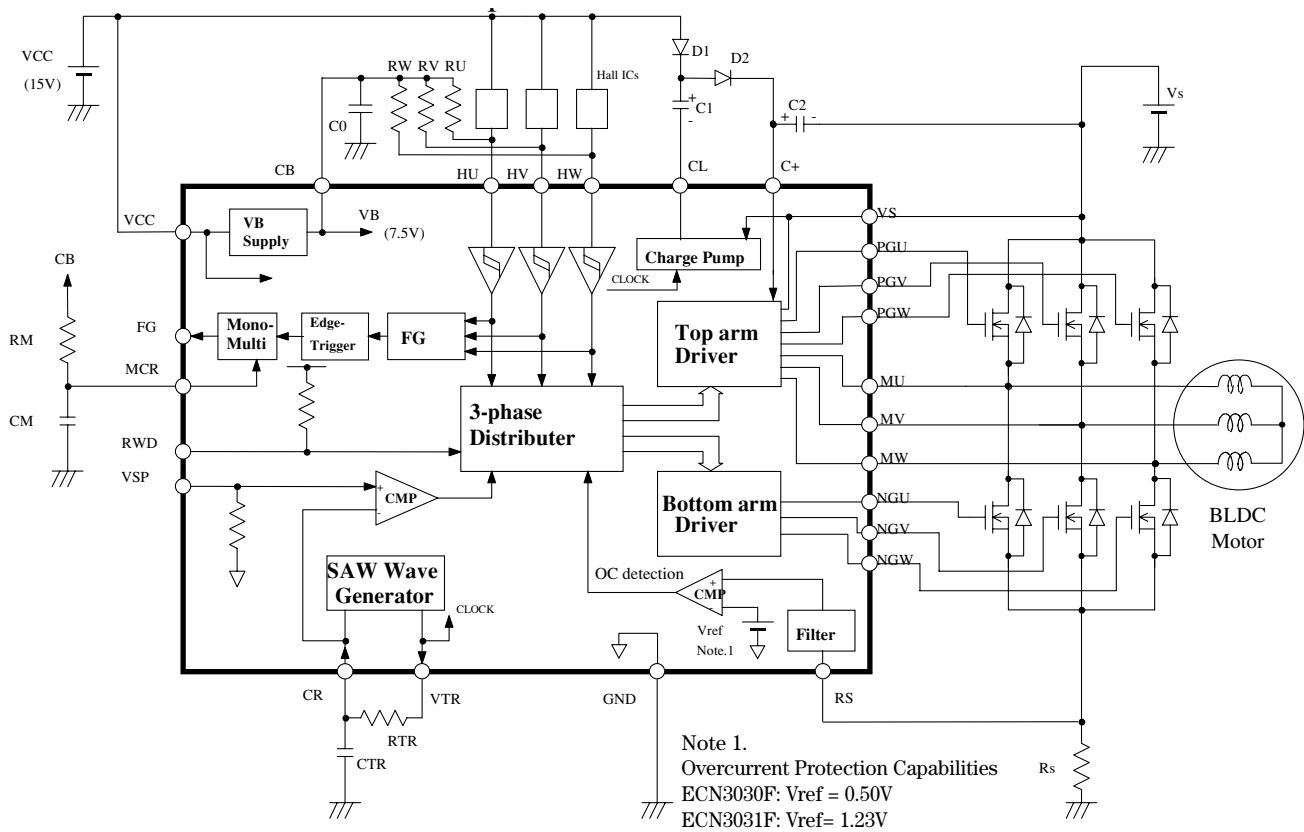 VCC
(15V)
RW RV RU
Hall ICs
D1
D2
C0
C1
+
-
C2
+ -
Vs
CB
HU
HV
HW
CL
C+
VCC
VB
Supply
VB
(7.5V)
CLOCK
Charge Pump
VS
PGU
PGV
PGW
CB
RM
FG
MCR
CM
Mono-
Multi
Edge-
Trigger
FG
Top arm
Driver
MU
MV
MW
RWD
VSP
3-phase
Distributer
+
-
CMP
Bottom arm
Driver
NGU
NGV
NGW
BLDC
Motor
SAW Wave
Generator
CLOCK
OC detection
+
CMP
-
Vref
Note.1
Filter
CR
VTR
GND
RS
RTR
CTR
Rs
Note 1.
Overcurrent Protection Capabilities
ECN3030F: Vref = 0.50V
ECN3031F: Vref= 1.23V